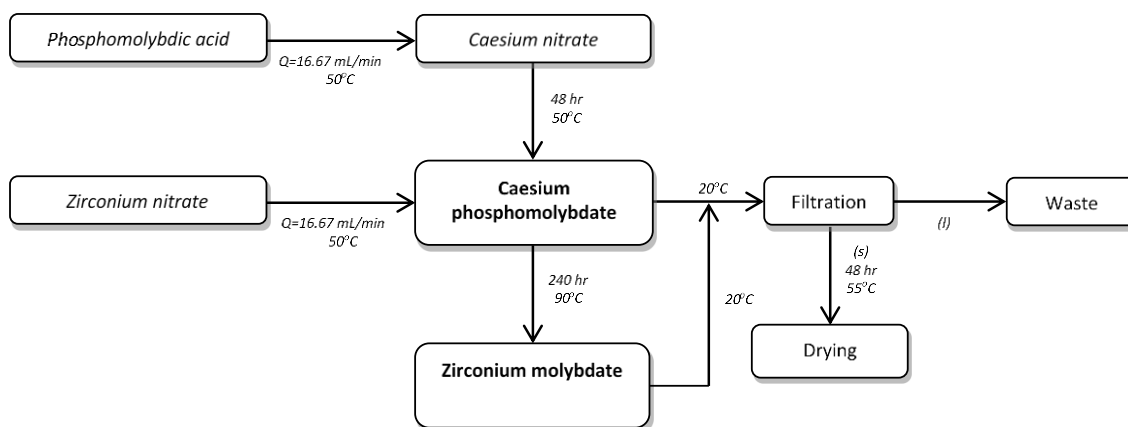 Phosphomolybdic acid
Q=16.67 mL/min
50°C
Caesium nitrate
48 hr
50°C
Zirconium nitrate
Q=16.67 mL/min
50°C
Caesium
phosphomolybdate
20°C
Filtration
(l)
Waste
240 hr
90°C
20°C
(s)
48 hr
55°C
Drying
Zirconium molybdate